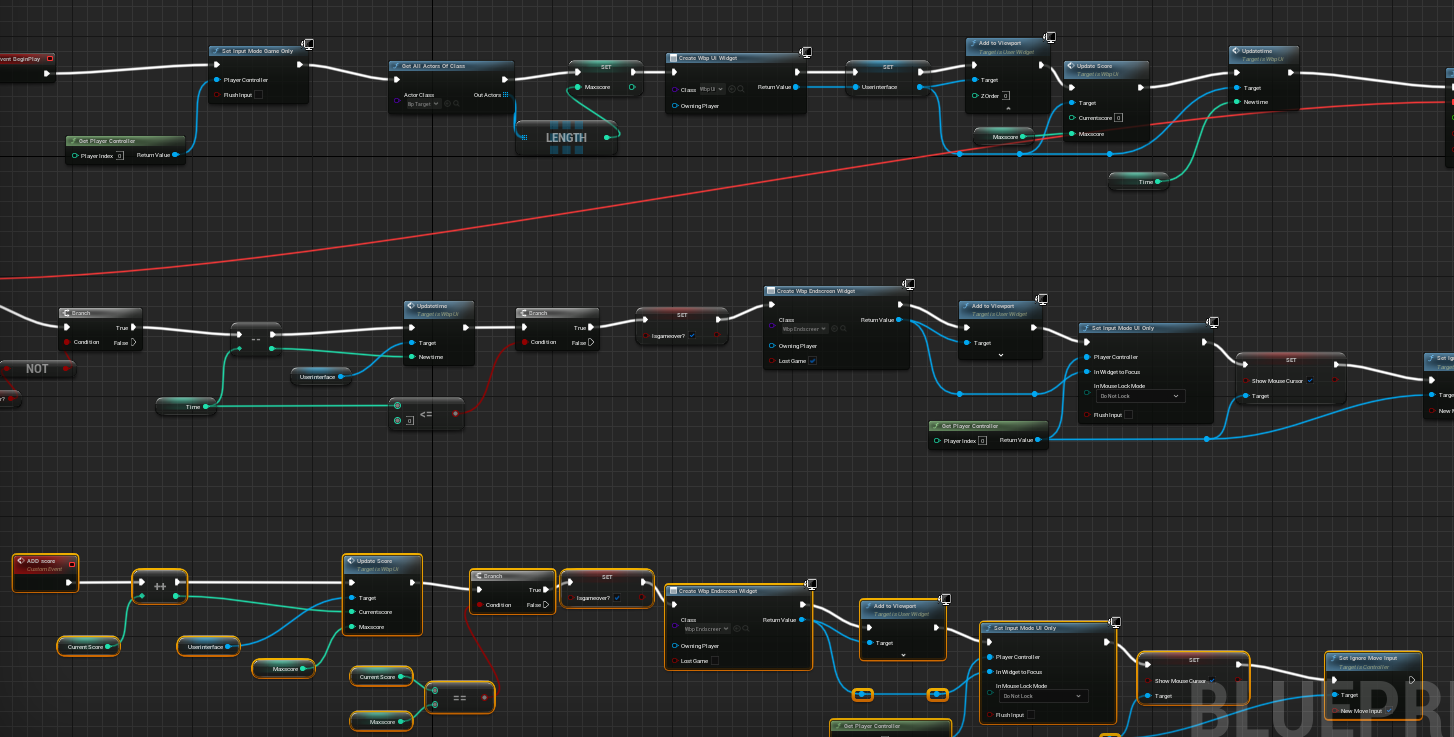 vent BeginPlay
Set Input Mode Game Only
Player Controller
Flush Input
Get Player Controller
Player Index 0
Return Value
Get All Actors Of Class
Actor Class
Bp Target
Out Actors
SET
Maxscore
LENGTH
Create Wbp UI Widget
Class
Wbp UI
Return Value
Owning Player
SET
Userinterface
Add to Viewport
Target is User Widget
Target
ZOrder 0
Maxscore
Update Score
Target is Wbp UI
Target
Currentscore 0
Maxscore
Updatetime
Target is Wbp UI
Target
Newtime
Time
Branch
True
Condition
False
NOT
r?
Time
--
Userinterface
Updatetime
Target is Wbp UI
Target
Newtime
<=
0
Branch
True
Condition
False
SET
Isgameover?
Create Wbp Endscreen Widget
Class
Wbp Endscreen
Return Value
Owning Player
Lost Game
Add to Viewport
Target is User Widget
Target
Get Player Controller
Player Index 0
Return Value
Set Input Mode UI Only
Player Controller
In Widget to Focus
In Mouse Lock Mode
Do Not Lock
Flush Input
SET
Show Mouse Cursor
Target
Set Ig
Target
Targe
New M
ADD score
Custom Event
++
Current Score
Userinterface
Maxscore
Update Score
Target is Wbp UI
Target
Currentscore
Maxscore
Current Score
Maxscore
==
Branch
True
Condition
False
SET
Isgameover?
Create Wbp Endscreen Widget
Class
Wbp Endscreen
Return Value
Owning Player
Lost Game
Add to Viewport
Target is User Widget
Target
Get Player Controller
Set Input Mode UI Only
Player Controller
In Widget to Focus
In Mouse Lock Mode
Do Not Lock
Flush Input
SET
Show Mouse Cursor
Target
Set Ignore Move Input
Target is Controller
Target
New Move Input
BLUEPRI